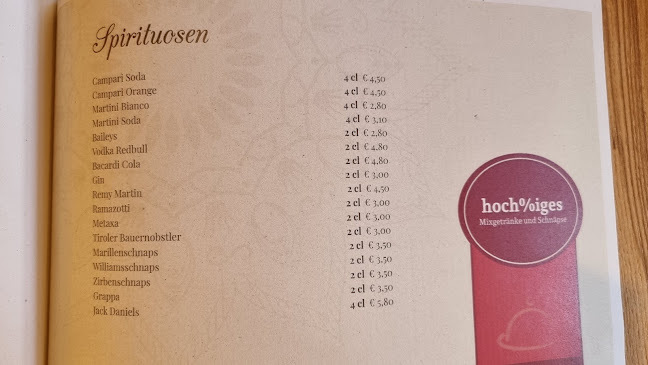 Spirituosen
Campari Soda 4 cl € 4,50
Campari Orange 4 cl € 4,50
Martini Bianco 4 cl € 2,80
Martini Soda 4 cl € 3,10
Baileys 2 cl € 2,80
Vodka Redbull 2 cl € 4,80
Bacardi Cola 2 cl € 4,80
Gin 2 cl € 3,00
Remy Martin 2 cl € 4,50
Ramazotti 2 cl € 3,00
Metaxa 2 cl € 3,00
Tiroler Bauernobstler 2 cl € 3,00
Marillenschnaps 2 cl € 3,50
Williamsschnaps 2 cl € 3,50
Zirbenschnaps 2 cl € 3,50
Grappa 2 cl € 3,50
Jack Daniels 4 cl € 5,80
hoch%iges
Mixgetränke und Schnäpse